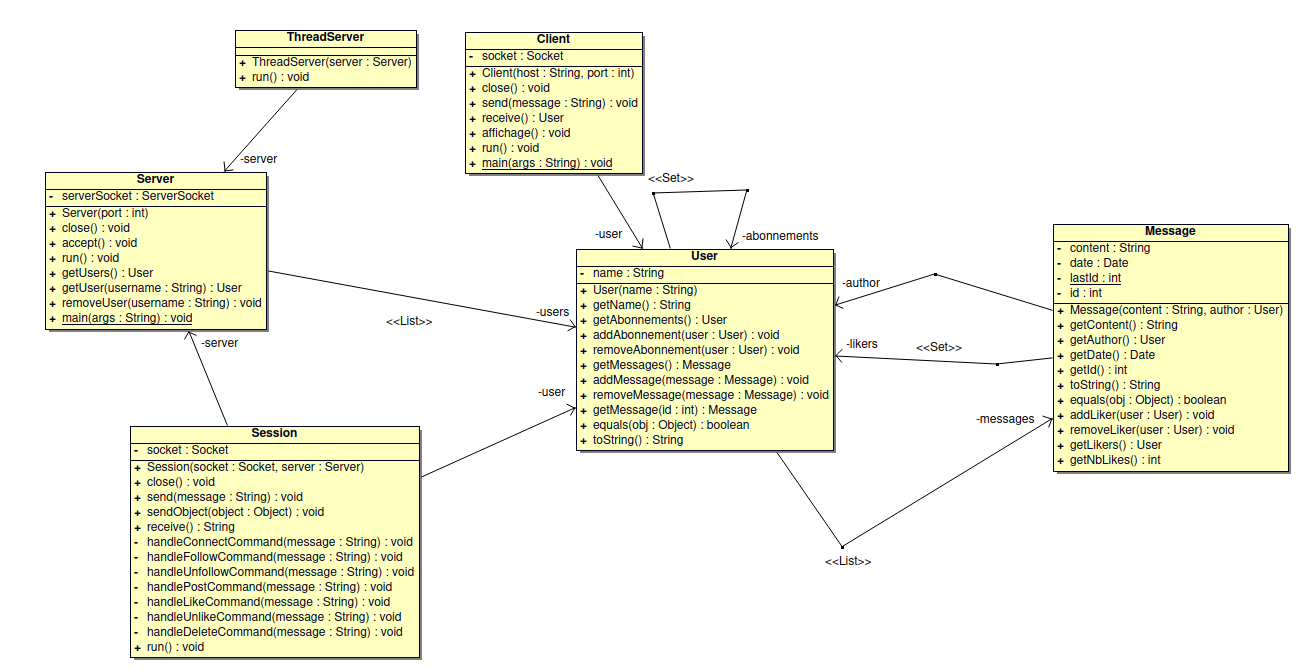 ThreadServer
+ ThreadServer(server : Server)
+ run() : void
Client
- socket : Socket
+ Client(host : String, port : int)
+ close() : void
+ send(message : String) : void
+ receive() : User
+ affichage() : void
+ run() : void
+ main(args : String) : void
-server
<<Set>>
Server
- serverSocket : ServerSocket
+ Server(port : int)
+ close() : void
+ accept() : void
+ run() : void
+ getUsers() : User
+ getUser(username : String) : User
+ removeUser(username : String) : void
+ main(args : String) : void
-user
-abonnements
User
- name : String
+ User(name : String)
+ getName() : String
+ getAbonnements() : User
+ addAbonnement(user : User) : void
+ removeAbonnement(user : User) : void
+ getMessages() : Message
+ addMessage(message : Message) : void
+ removeMessage(message : Message) : void
+ getMessage(id : int) : Message
+ equals(obj : Object) : boolean
+ toString() : String
Message
- content : String
- date : Date
- lastId : int
- id : int
+ Message(content : String, author : User)
+ getContent() : String
+ getAuthor() : User
+ getDate() : Date
+ getId() : int
+ toString() : String
+ equals(obj : Object) : boolean
+ addLiker(user : User) : void
+ removeLiker(user : User) : void
+ getLikers() : User
+ getNbLikes() : int
-author
-users
<<List>>
-likers
<<Set>>
-server
-user
-messages
Session
- socket : Socket
+ Session(socket : Socket, server : Server)
+ close() : void
+ send(message : String) : void
+ sendObject(object : Object) : void
+ receive() : String
- handleConnectCommand(message : String) : void
- handleFollowCommand(message : String) : void
- handleUnfollowCommand(message : String) : void
- handlePostCommand(message : String) : void
- handleLikeCommand(message : String) : void
- handleUnlikeCommand(message : String) : void
- handleDeleteCommand(message : String) : void
+ run() : void
<<List>>